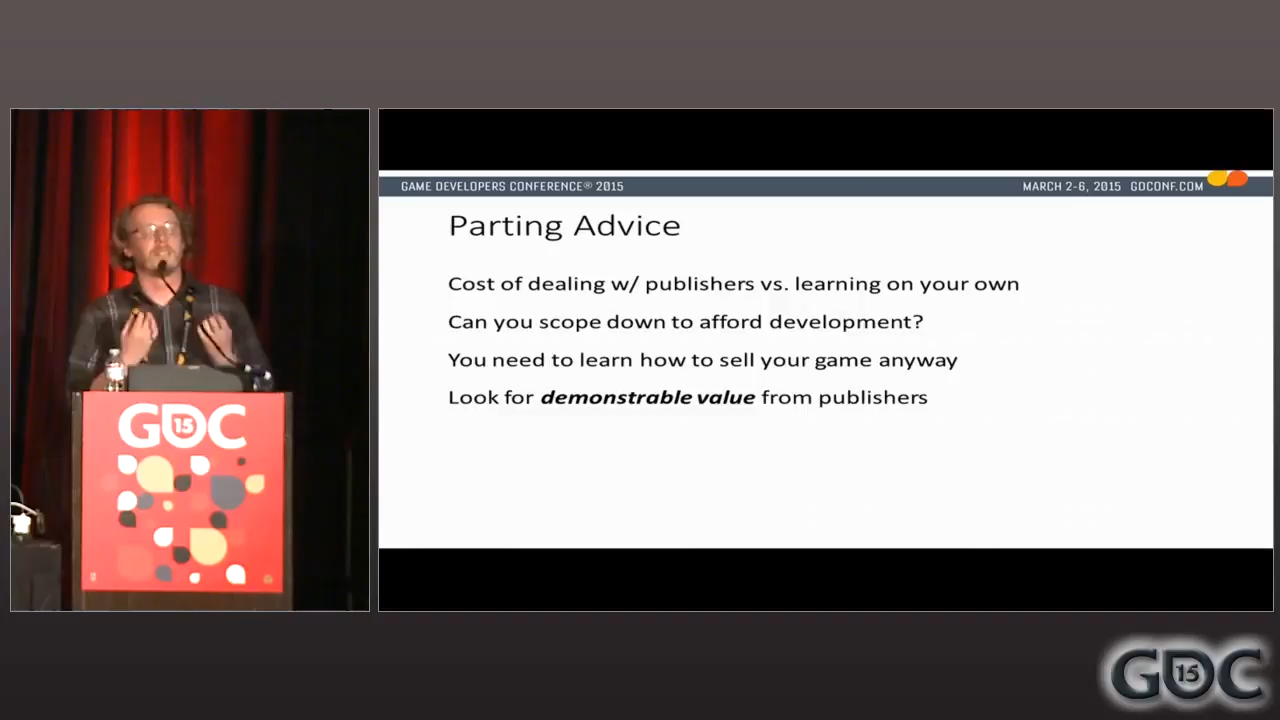 GAME DEVELOPERS CONFERENCE® 2015
MARCH 2-6, 2015 GDCONF.COM
Parting Advice
Cost of dealing w/ publishers vs. learning on your own
Can you scope down to afford development?
You need to learn how to sell your game anyway
Look for demonstrable value from publishers
GDC 15
GDC 15